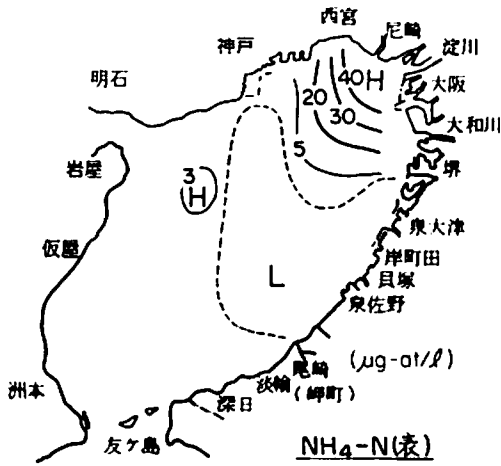 西宮
尼崎
神戸
淀川
明石
40 H
大阪
20
30
大和川
5
堺
岩屋
3
H
泉大津
仮屋
岸町田
貝塚
L
泉佐野
(μg-at/ℓ)
尾崎
淡輪
(岬町)
洲本
深日
友ケ島
NH4-N(表)